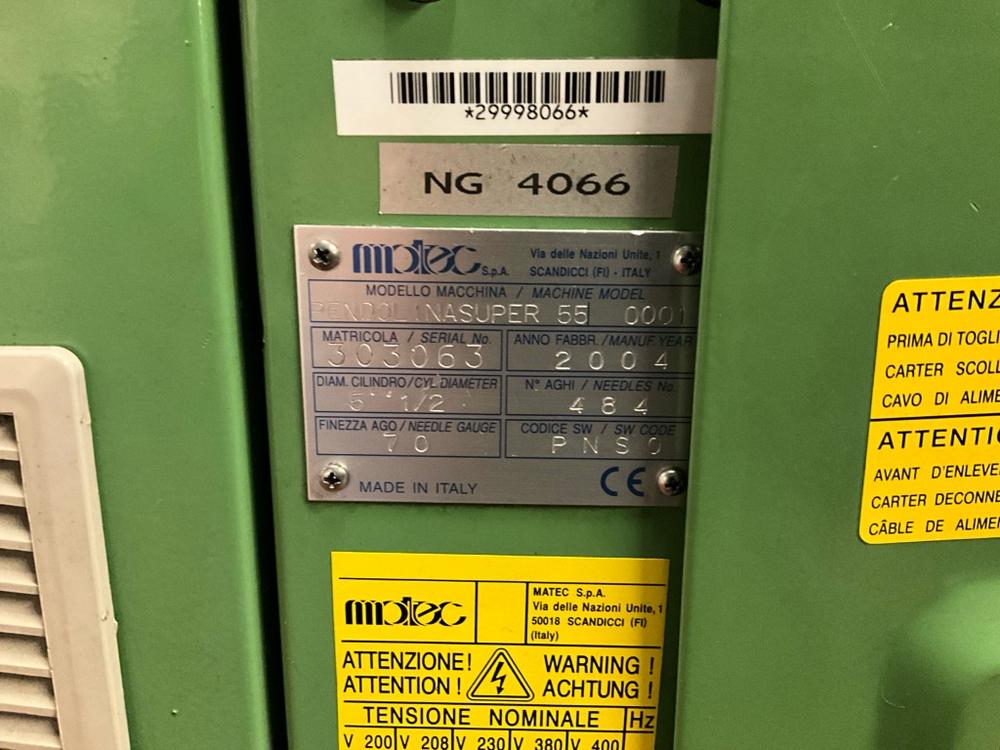 *29998066*
NG 4066
matec S.p.A.
Via delle Nazioni Unite, 1
SCANDICCI (FI) - ITALY
MODELLO MACCHINA / MACHINE MODEL
PENDOLINASUPER 55 0001
MATRICOLA / SERIAL No.
303063
ANNO FABBR. / MANUF. YEAR
2004
DIAM. CILINDRO / CYL. DIAMETER
5" 1/2
N° AGHI / NEEDLES No.
484
FINEZZA AGO / NEEDLE GAUGE
70
CODICE SW / SW CODE
PNSO
MADE IN ITALY
CE
matec
MATEC S.p.A.
Via delle Nazioni Unite, 1
50018 SCANDICCI (FI)
(Italy)
ATTENZIONE! WARNING !
ATTENTION ! ACHTUNG !
TENSIONE NOMINALE Hz
V 200 V 208 V 230 V 380 V 400
ATTENZ
PRIMA DI TOGLI
CARTER SCOLL
CAVO DI ALIME
ATTENTIO
AVANT D'ENLEVE
CARTER DECONNE
CÂBLE DE ALIMEN